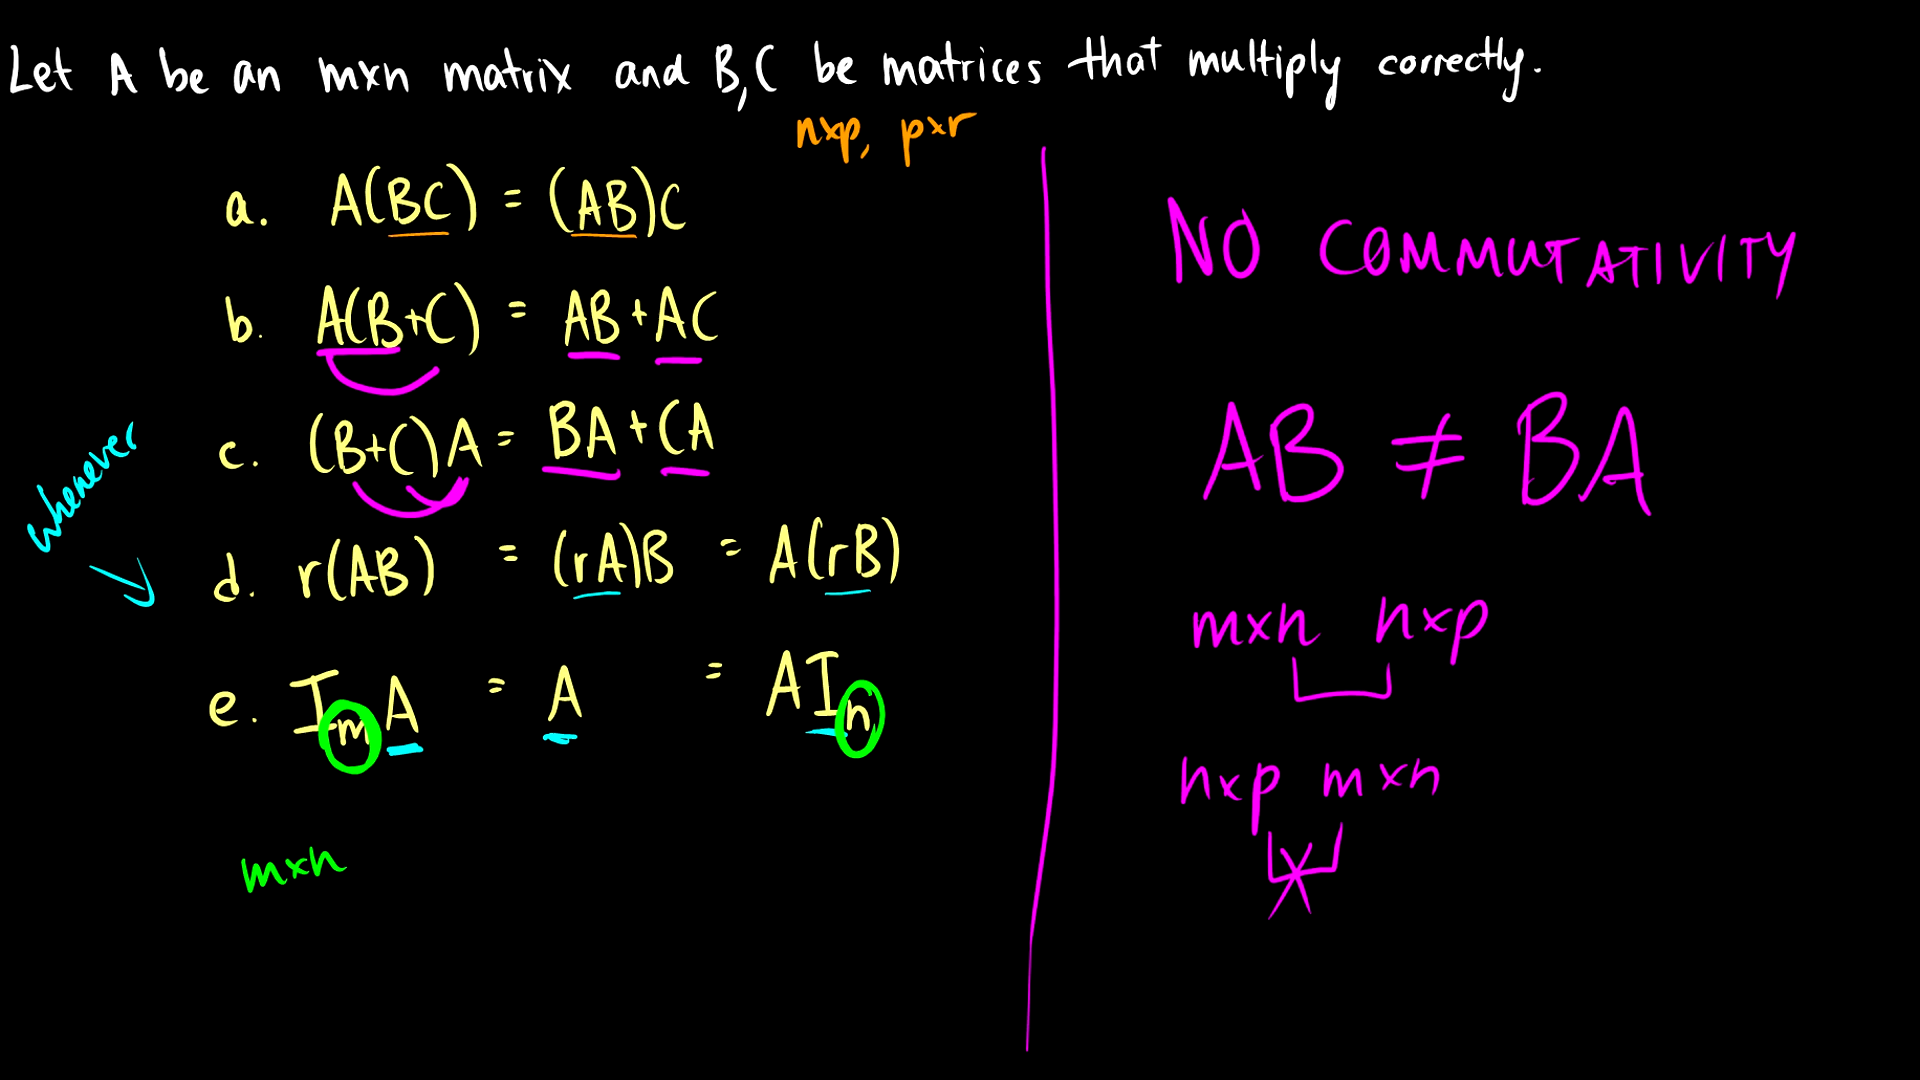 Let A be an mxn matrix and B,C be matrices that multiply correctly.
nxp, pxr
a. A(BC) = (AB)C
b. A(B+C) = AB+AC
c. (B+C)A = BA+CA
whenever
d. r(AB) = (rA)B = A(rB)
e. ImA = A = AIn
mxn
NO COMMUTATIVITY
AB ≠ BA
mxn nxp
nxp mxn